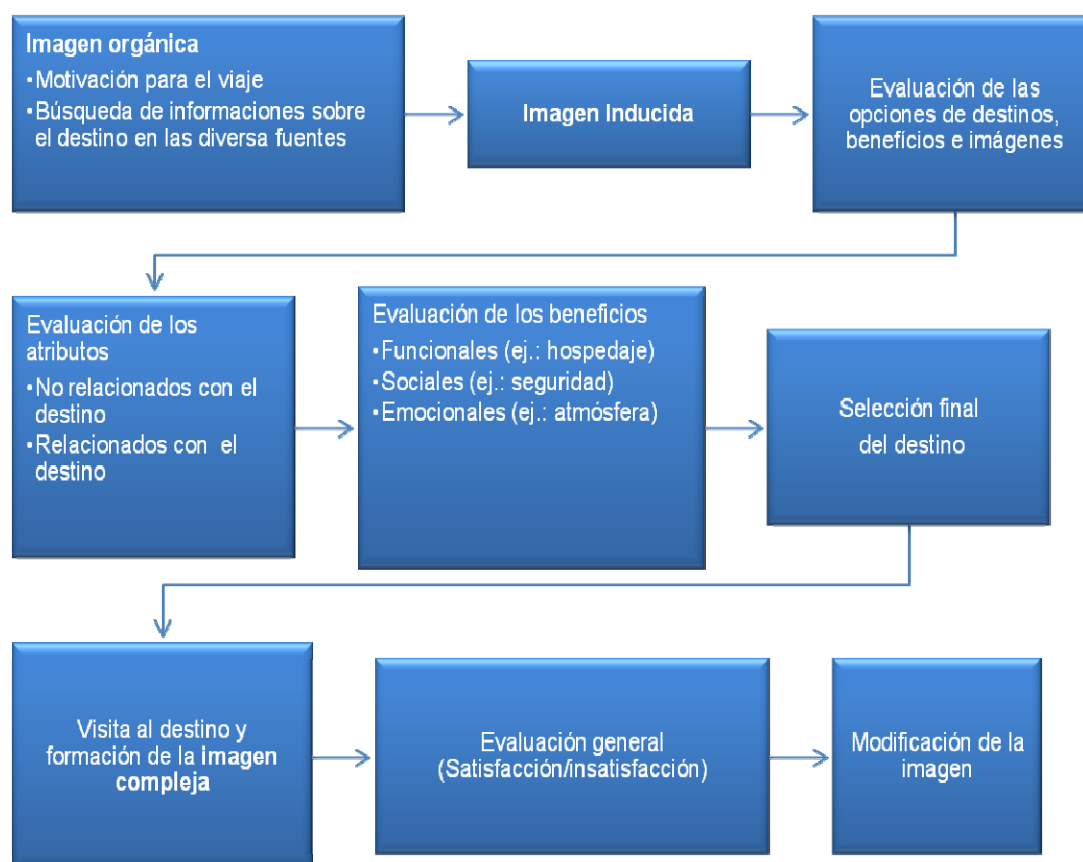 Imagen orgánica
•Motivación para el viaje
•Búsqueda de informaciones sobre
el destino en las diversa fuentes
Imagen Inducida
Evaluación de las
opciones de destinos,
beneficios e imágenes
Evaluación de los
atributos
•No relacionados con el
destino
•Relacionados con el
destino
Evaluación de los beneficios
•Funcionales (ej.: hospedaje)
•Sociales (ej.: seguridad)
•Emocionales (ej.: atmósfera)
Selección final
del destino
Visita al destino y
formación de la imagen
compleja
Evaluación general
(Satisfacción/insatisfacción)
Modificación de la
imagen